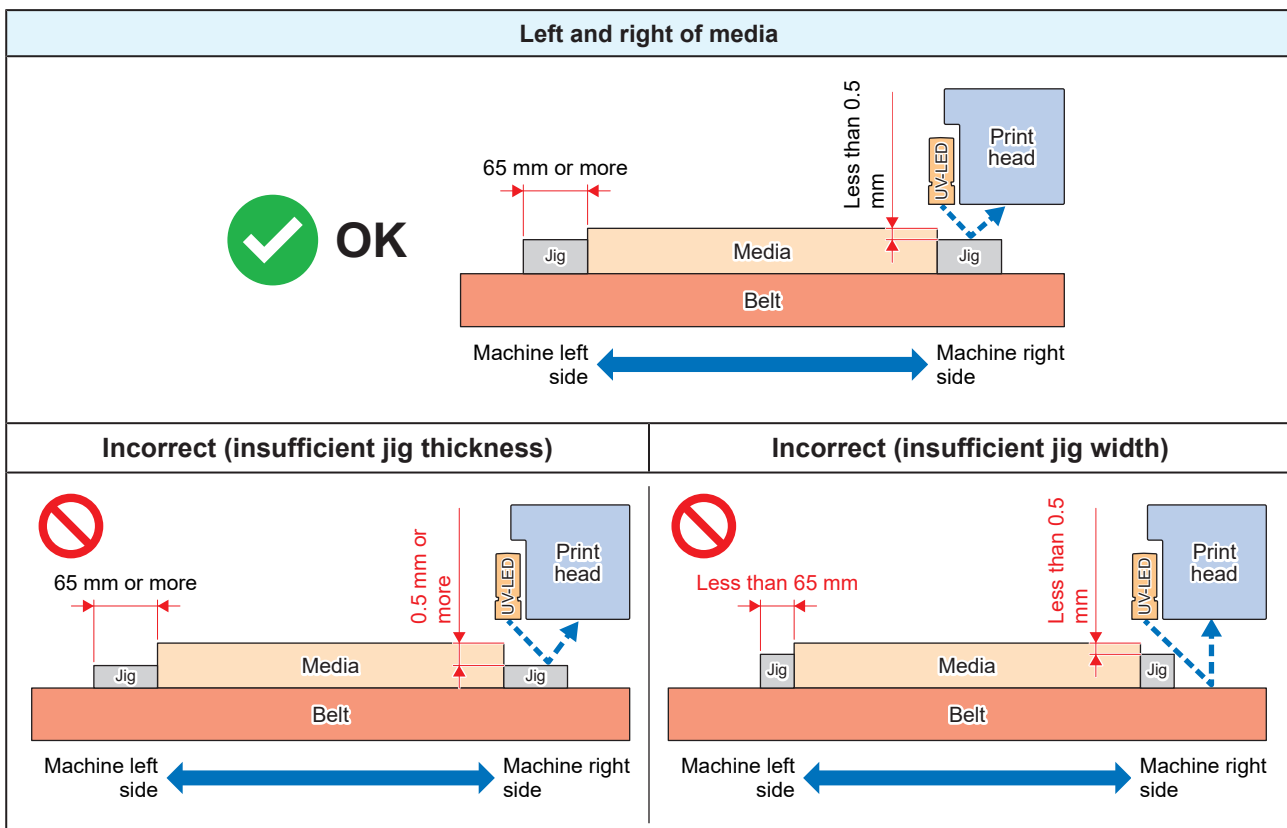 Left and right of media
OK
65 mm or more
Less than 0.5
mm
UV-LED
Print
head
Jig
Media
Jig
Belt
Machine left
side
Machine right
side
Incorrect (insufficient jig thickness)
65 mm or more
0.5 mm or
more
UV-LED
Print
head
Jig
Media
Jig
Belt
Machine left
side
Machine right
side
Incorrect (insufficient jig width)
Less than 65 mm
Less than 0.5
mm
UV-LED
Print
head
Jig
Media
Jig
Belt
Machine left
side
Machine right
side